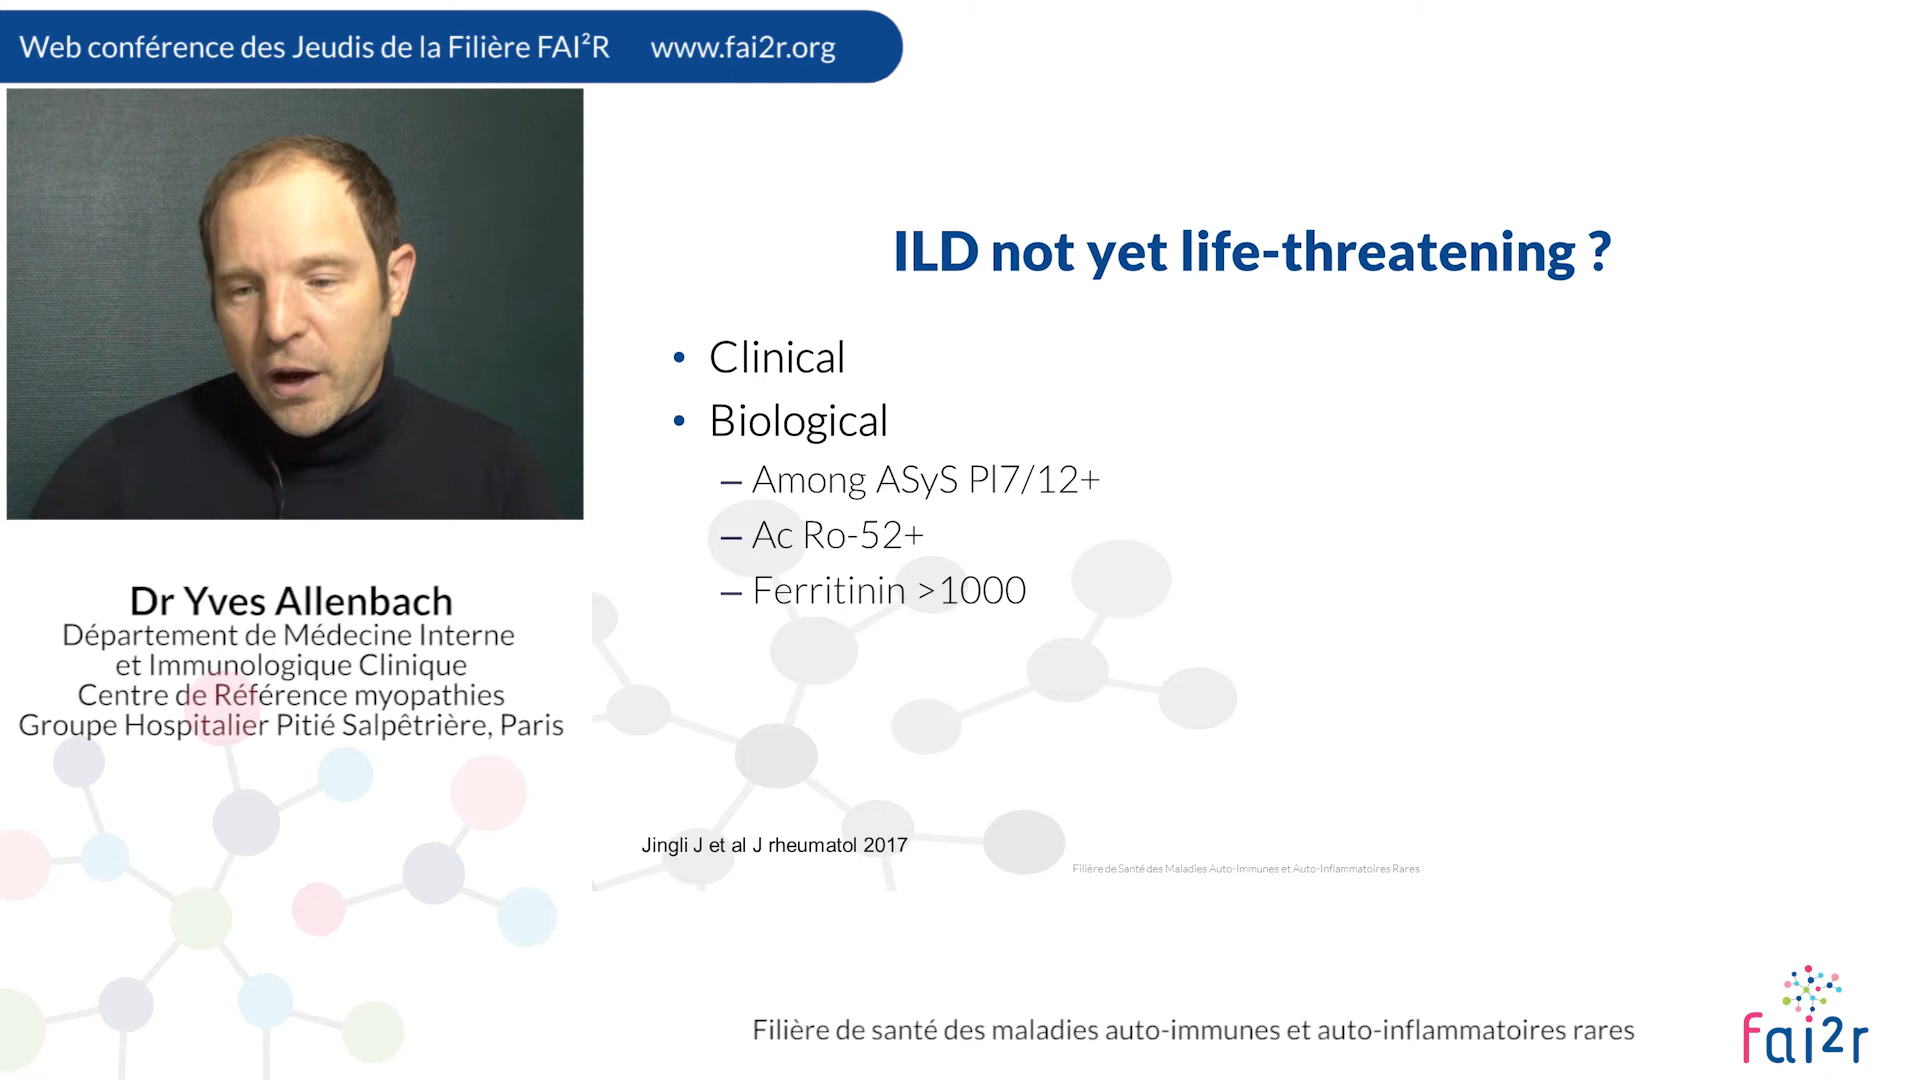 Web conférence des Jeudis de la Filière FAI²R www.fai2r.org
Dr Yves Allenbach
Département de Médecine Interne
et Immunologique Clinique
Centre de Référence myopathies
Groupe Hospitalier Pitié Salpêtrière, Paris
ILD not yet life-threatening ?
• Clinical
• Biological
– Among ASyS Pl7/12+
– Ac Ro-52+
– Ferritinin >1000
Jingli J et al J rheumatol 2017
Filière de Santé des Maladies Auto-Immunes et Auto-Inflammatoires Rares
Filière de santé des maladies auto-immunes et auto-inflammatoires rares
fai2r